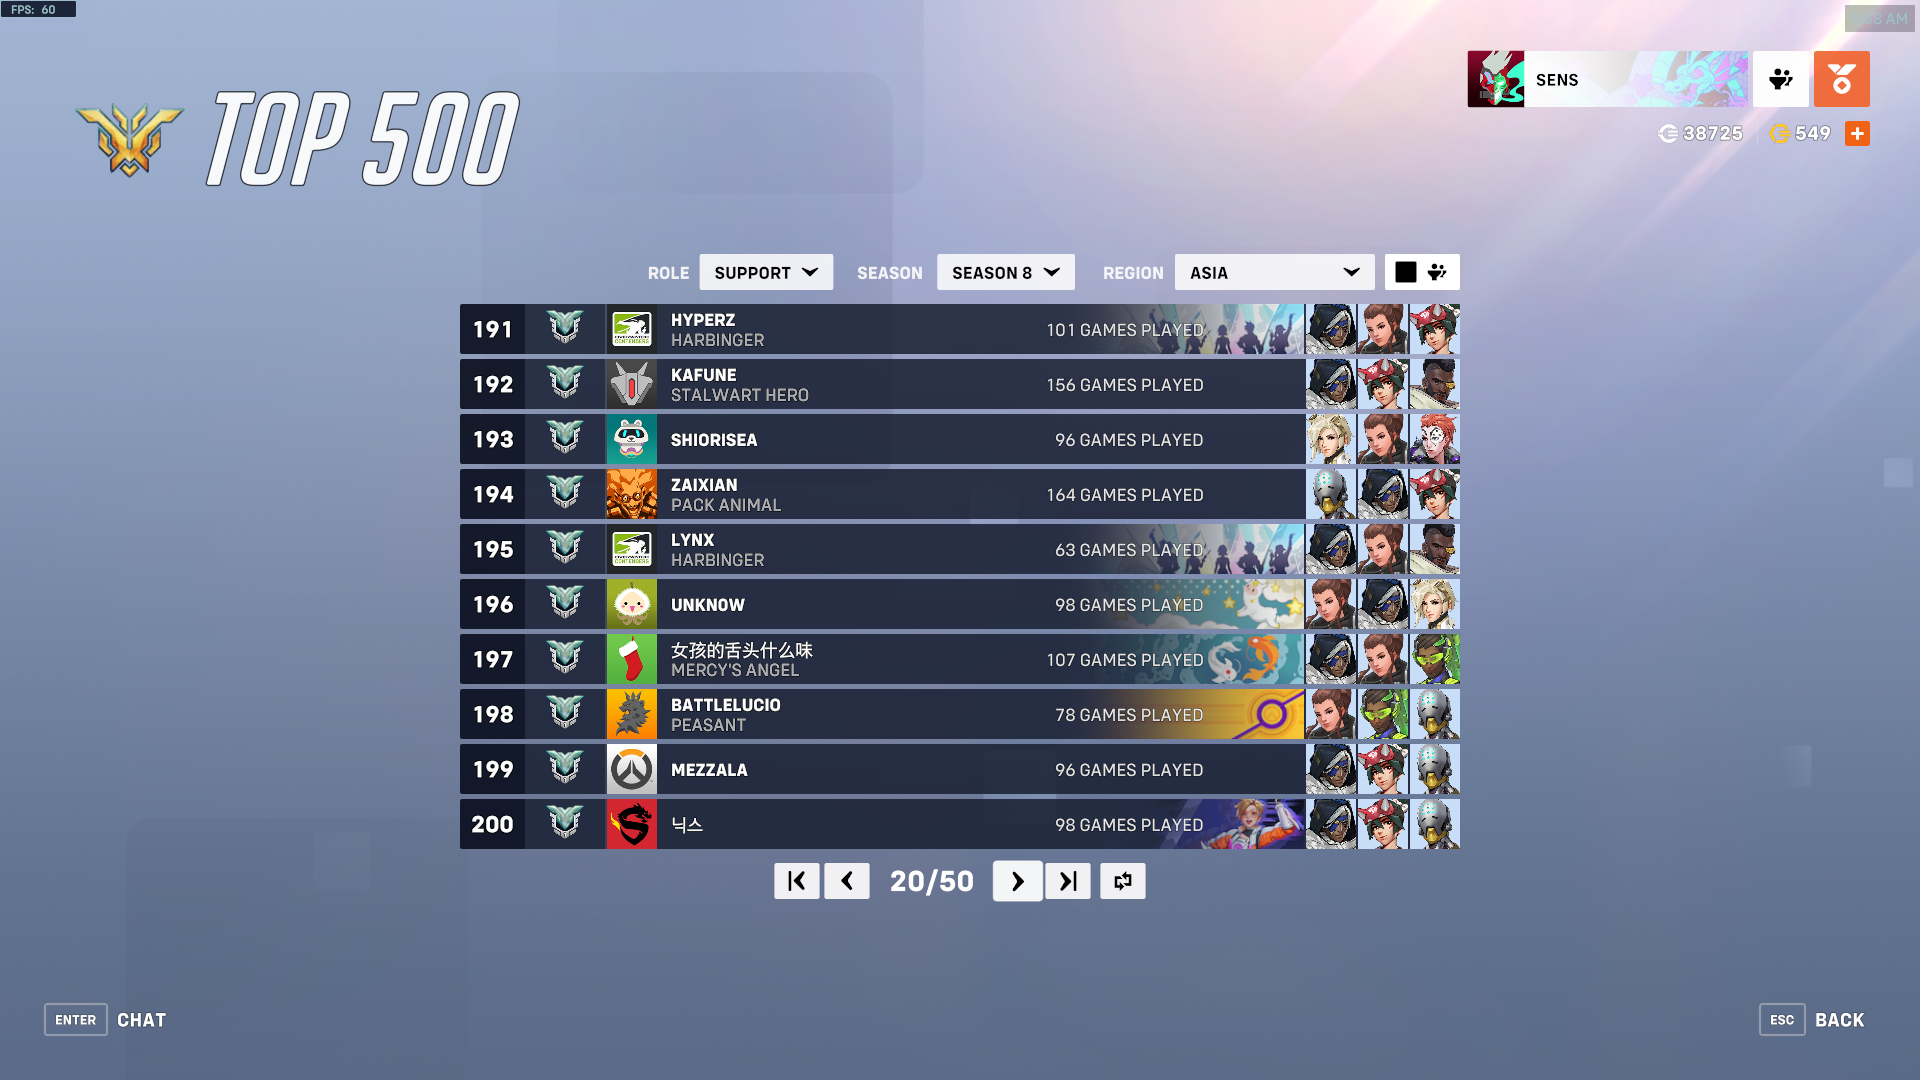 FPS: 60
TOP 500
SENS
38725
549
ROLE
SUPPORT
SEASON
SEASON 8
REGION
ASIA
191
HYPERZ
HARBINGER
101 GAMES PLAYED
192
KAFUNE
STALWART HERO
156 GAMES PLAYED
193
SHIORISEA
96 GAMES PLAYED
194
ZAIXIAN
PACK ANIMAL
164 GAMES PLAYED
195
LYNX
HARBINGER
63 GAMES PLAYED
196
UNKNOW
98 GAMES PLAYED
197
女孩的舌头什么味
MERCY'S ANGEL
107 GAMES PLAYED
198
BATTLELUCIO
PEASANT
78 GAMES PLAYED
199
MEZZALA
96 GAMES PLAYED
200
닉스
98 GAMES PLAYED
20/50
ENTER
CHAT
ESC
BACK